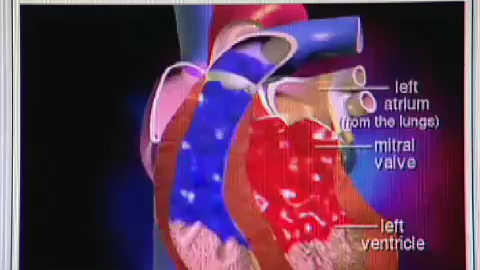 left
atrium
(from the lungs)
mitral
valve
left
ventricle